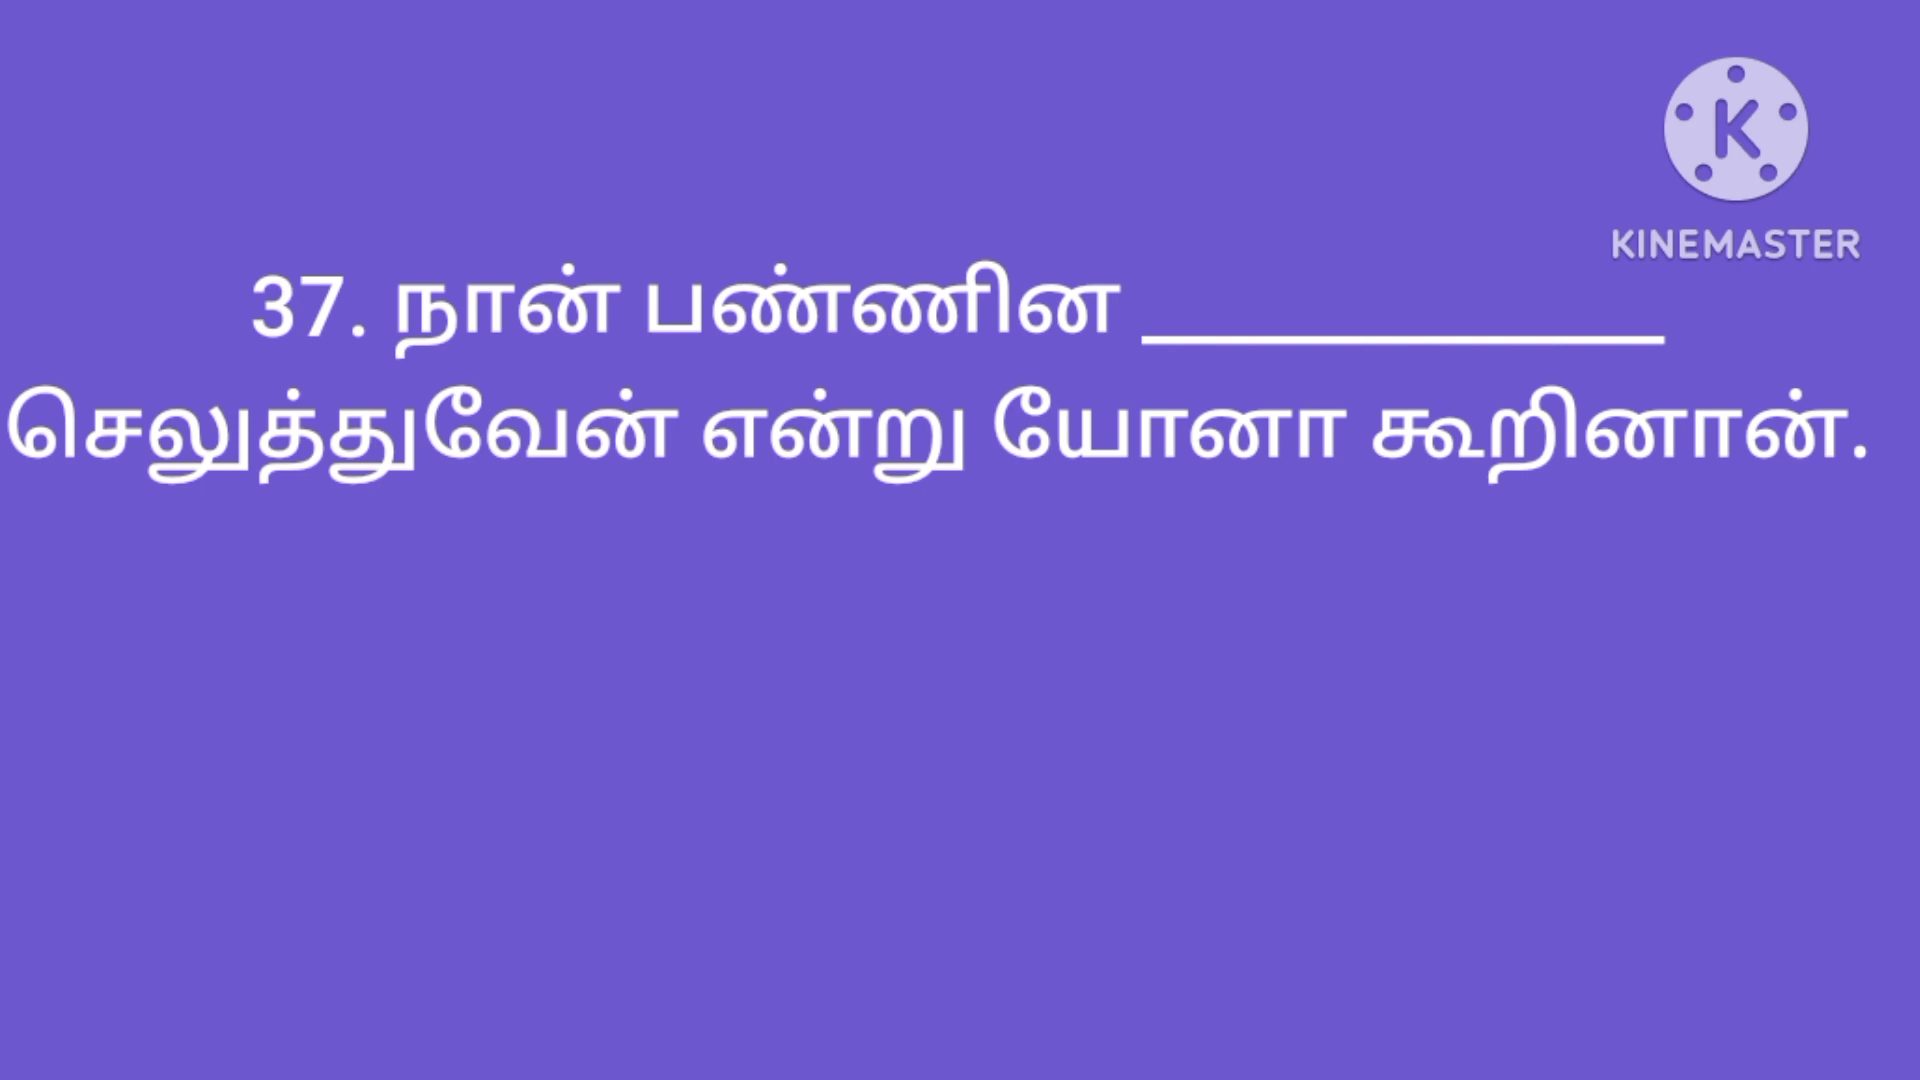 KINEMASTER
37. நான் பண்ணின ____________
செலுத்துவேன் என்று யோனா கூறினான்.